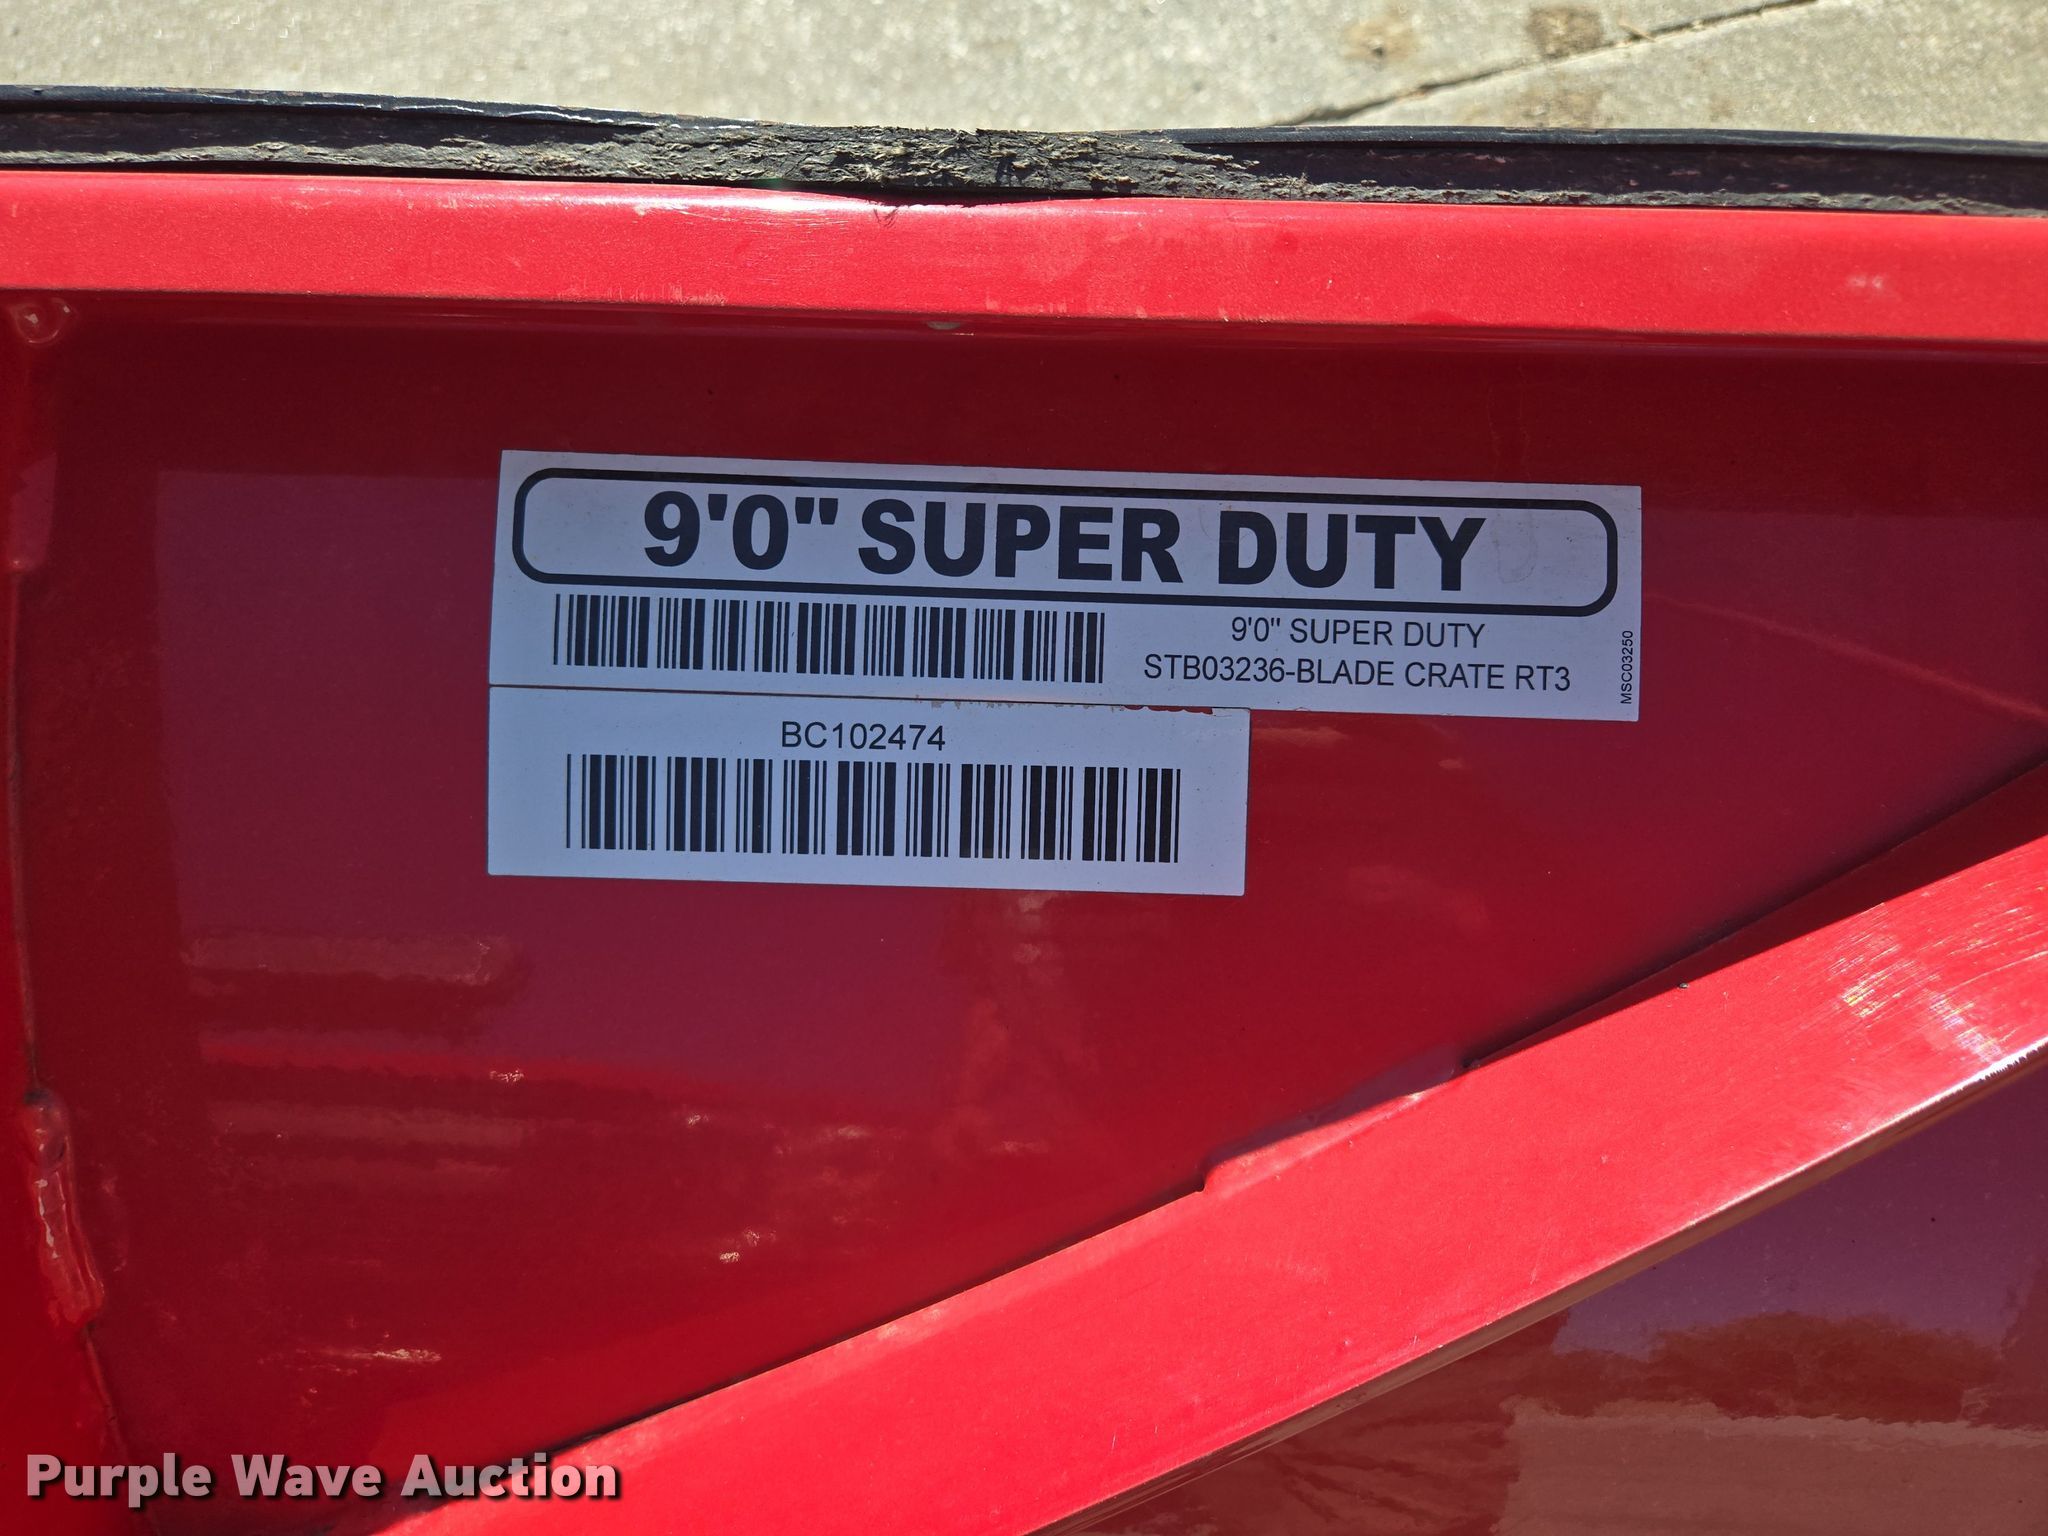 9'0" SUPER DUTY
9'0" SUPER DUTY
STB03236-BLADE CRATE RT3
MSC03250
BC102474
Purple Wave Auction